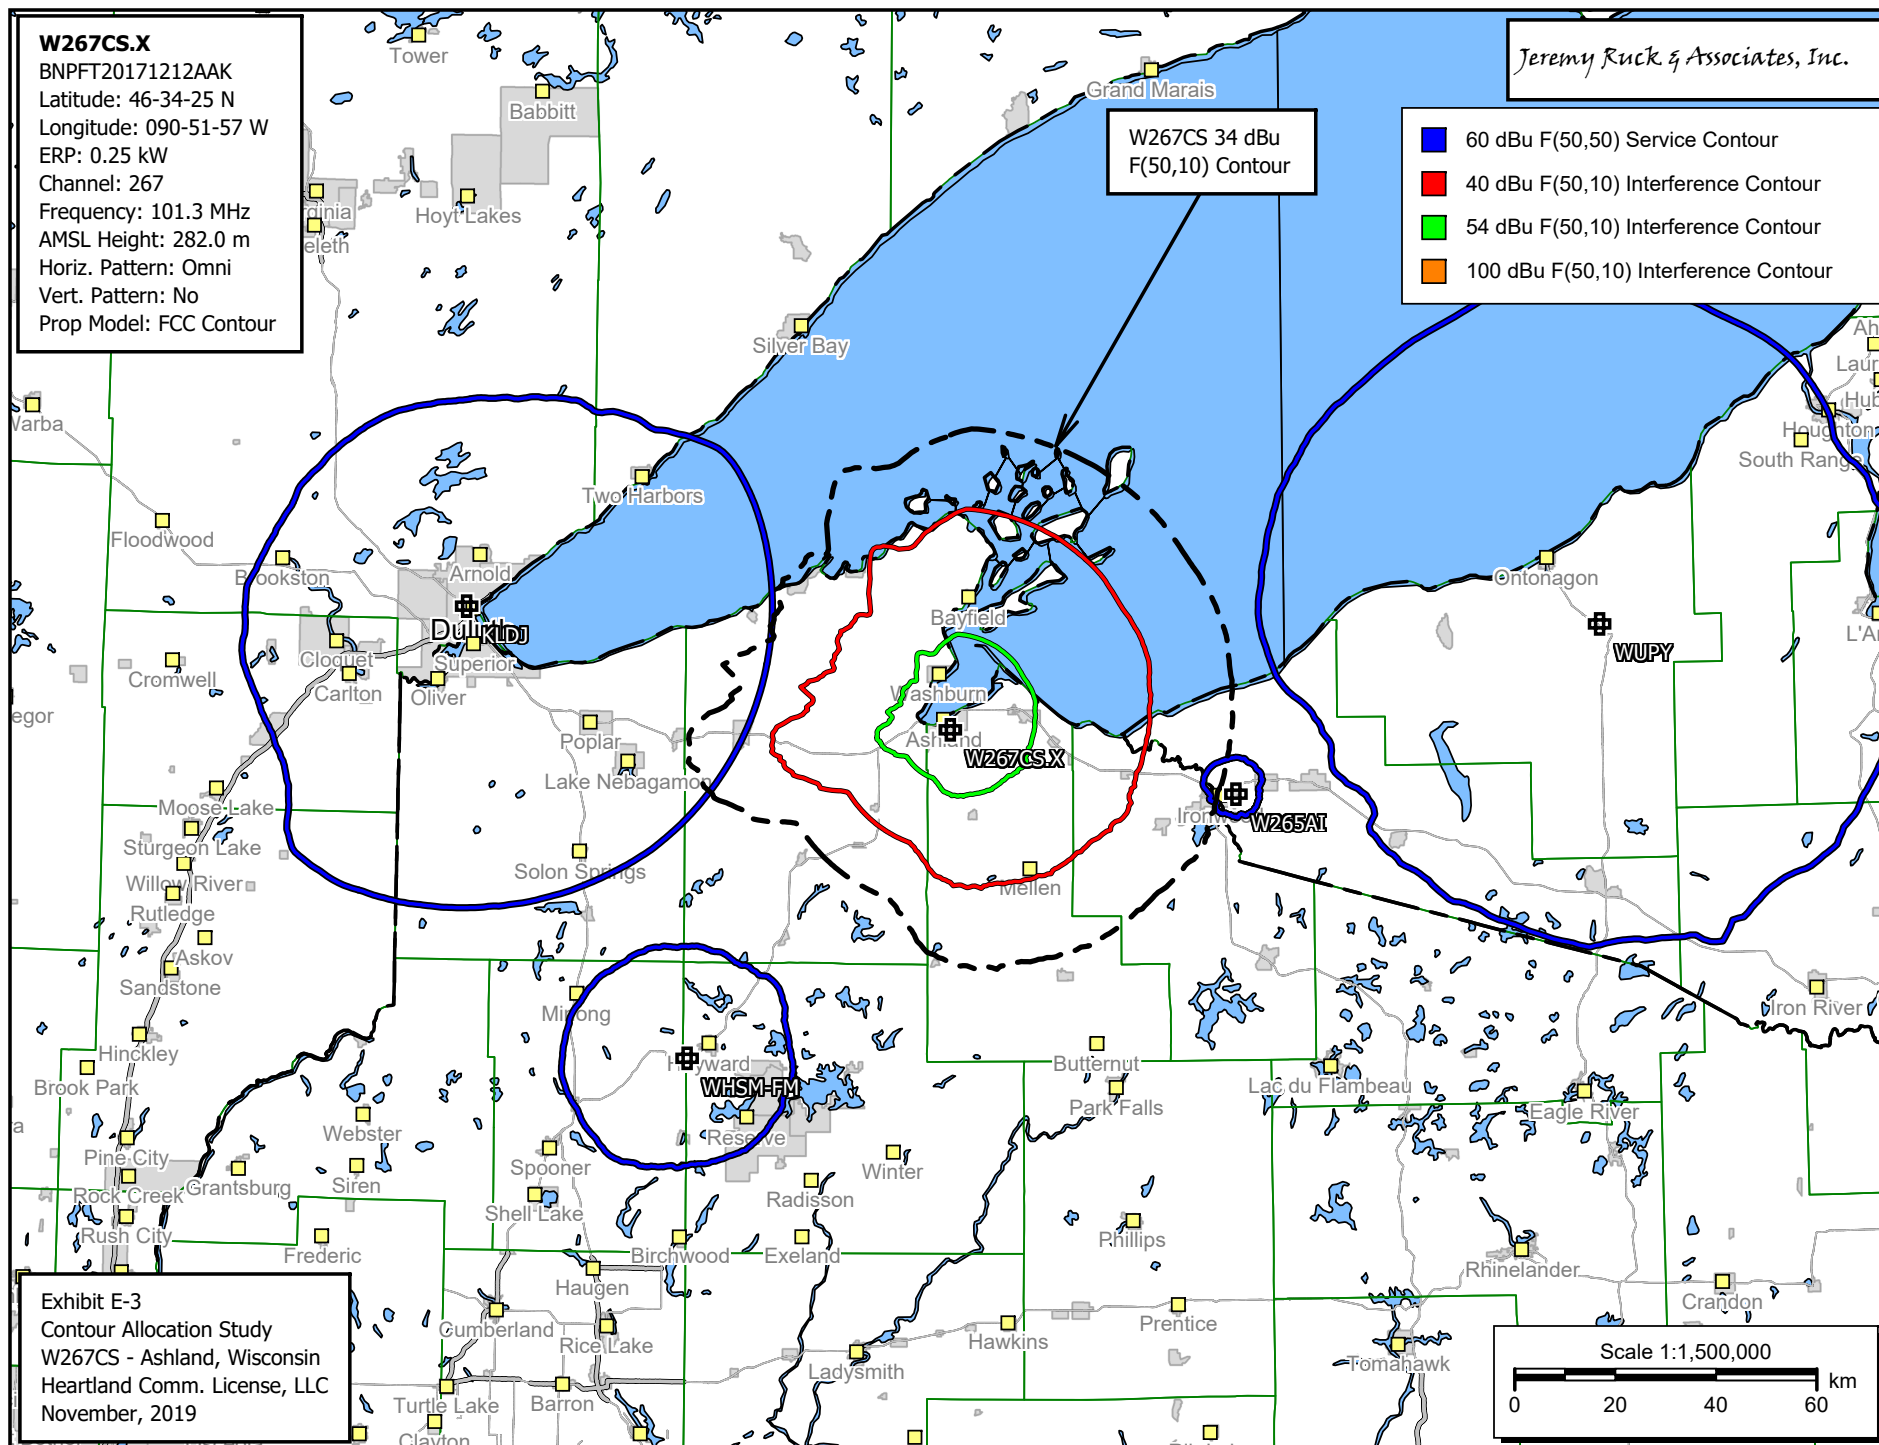 W267CS.X
BNPFT20171212AAK
Latitude: 46-34-25 N
Longitude: 090-51-57 W
ERP: 0.25 kW
Channel: 267
Frequency: 101.3 MHz
AMSL Height: 282.0 m
Horiz. Pattern: Omni
Vert. Pattern: No
Prop Model: FCC Contour
Jeremy Ruck & Associates, Inc.
60 dBu F(50,50) Service Contour
40 dBu F(50,10) Interference Contour
54 dBu F(50,10) Interference Contour
100 dBu F(50,10) Interference Contour
W267CS 34 dBu
F(50,10) Contour
Tower
Babbitt
Grand Marais
Hoyt Lakes
Silver Bay
Two Harbors
Floodwood
Brookston
Arnold
KLDJ
Superior
Cloquet
Carlton
Oliver
Cromwell
Bayfield
Washburn
Ashland
W267CS.X
Houghton
South Range
Ontonagon
WUPY
Poplar
Lake Nebagamon
Moose Lake
Sturgeon Lake
Willow River
Rutledge
Askov
Sandstone
Solon Springs
Mellen
W265AI
Iron River
Minong
Hinckley
Brook Park
WHSM-FM
Reserve
Butternut
Park Falls
Lac du Flambeau
Eagle River
Webster
Pine City
Rock Creek
Grantsburg
Siren
Rush City
Spooner
Shell Lake
Radisson
Winter
Frederic
Birchwood
Exeland
Phillips
Rhinelander
Crandon
Haugen
Cumberland
Rice Lake
Hawkins
Prentice
Ladysmith
Tomahawk
Turtle Lake
Barron
Clayton
Exhibit E-3
Contour Allocation Study
W267CS - Ashland, Wisconsin
Heartland Comm. License, LLC
November, 2019
Scale 1:1,500,000
km
0 20 40 60